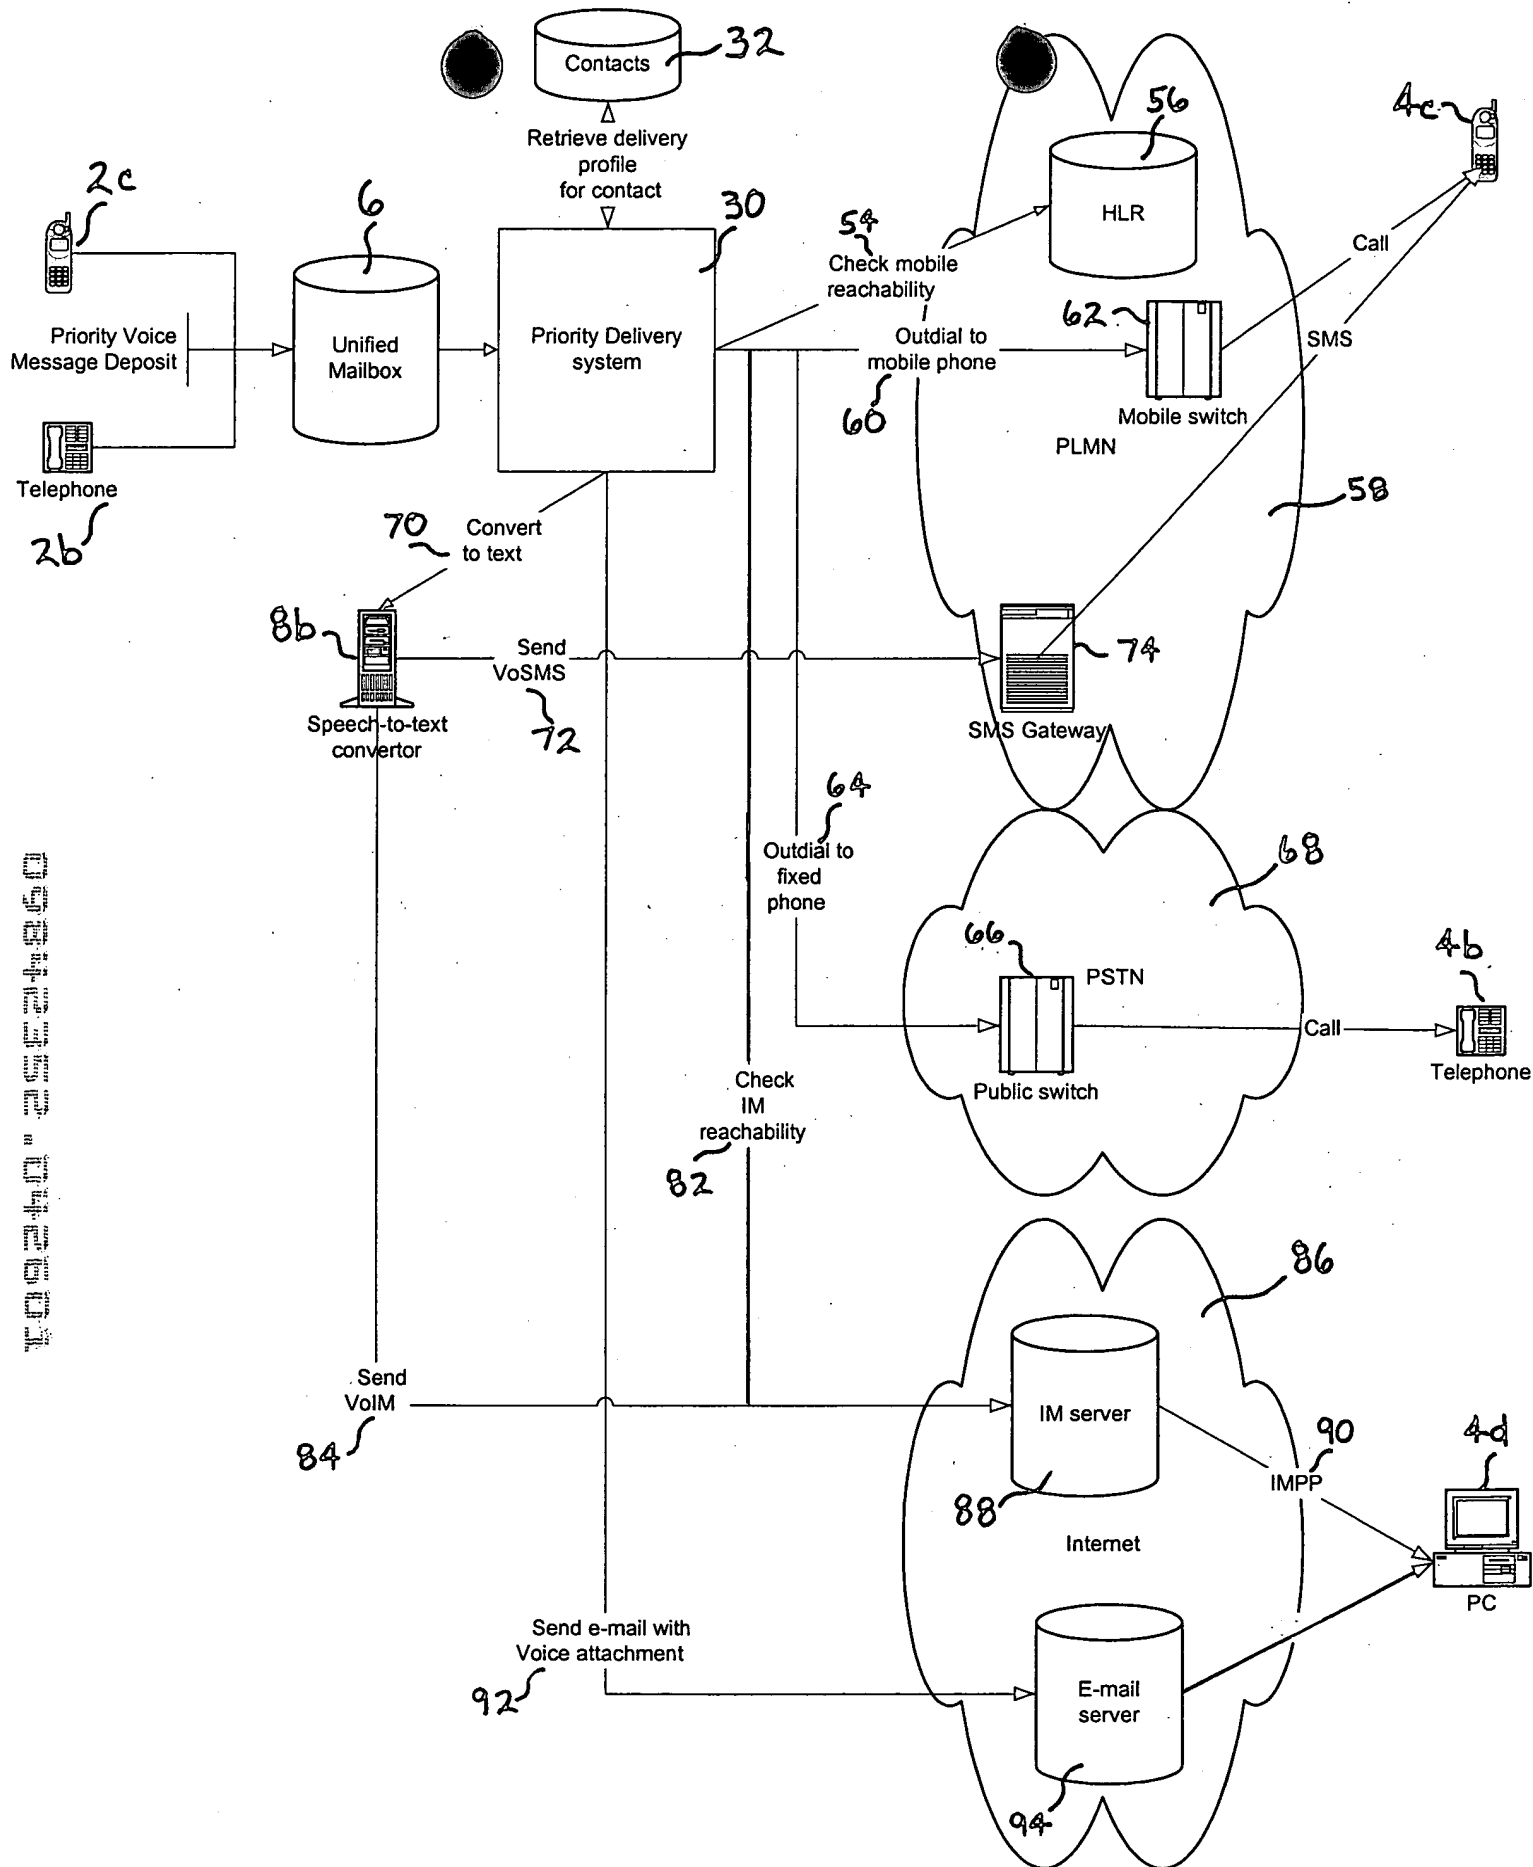 Contacts
32
Retrieve delivery
profile
for contact
56
4c
2c
6
30
HLR
54
Check mobile
reachability
Call
Priority Voice
Message Deposit
Unified
Mailbox
Priority Delivery
system
62
Outdial to
mobile phone
SMS
60
Mobile switch
PLMN
Telephone
2b
58
70
Convert
to text
8b
Send
VoSMS
72
74
Speech-to-text
convertor
SMS Gateway
64
Outdial to
fixed
phone
68
66
PSTN
4b
Call
Public switch
Telephone
Check
IM
reachability
82
09842352.042601
86
Send
VoIM
84
IM server
88
90
IMPP
4d
Internet
PC
Send e-mail with
Voice attachment
92
E-mail
server
94